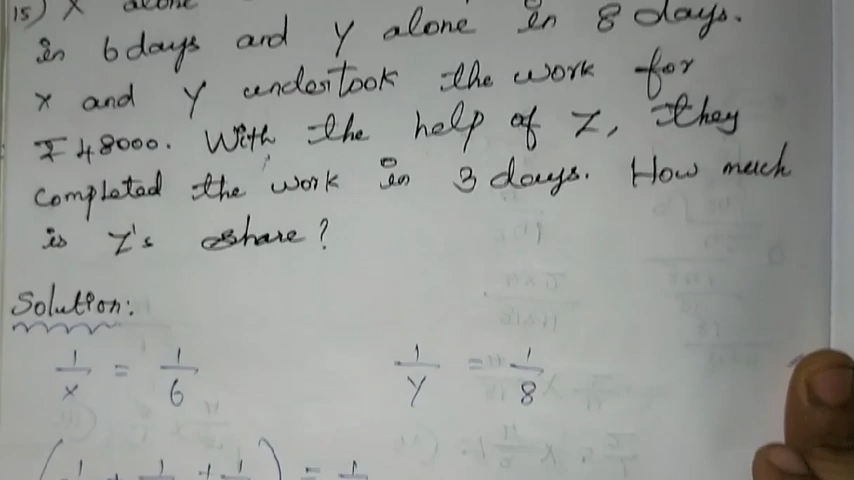 15) X alone
in 6 days and Y alone in 8 days.
X and Y undertook the work for
₹ 48000. With the help of Z, they
completed the work in 3 days. How much
is Z's share?
Solution:
1/x = 1/6 1/Y = 1/8